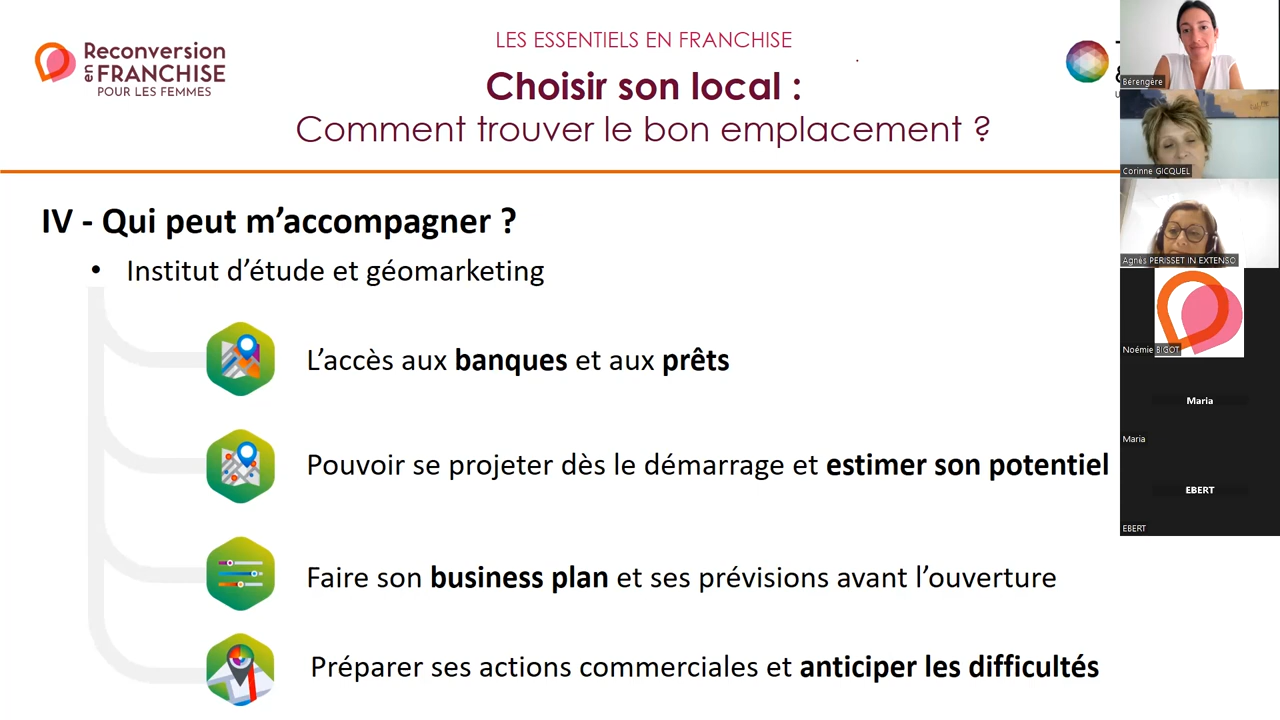 Reconversion
en FRANCHISE
POUR LES FEMMES
LES ESSENTIELS EN FRANCHISE
Choisir son local :
Comment trouver le bon emplacement ?
IV - Qui peut m’accompagner ?
• Institut d’étude et géomarketing
L’accès aux banques et aux prêts
Pouvoir se projeter dès le démarrage et estimer son potentiel
Faire son business plan et ses prévisions avant l’ouverture
Préparer ses actions commerciales et anticiper les difficultés
Bérengère
Corinne GICQUEL
Agnès PERISSET IN EXTENSO
Noémie BIGOT
Maria
Maria
EBERT
EBERT